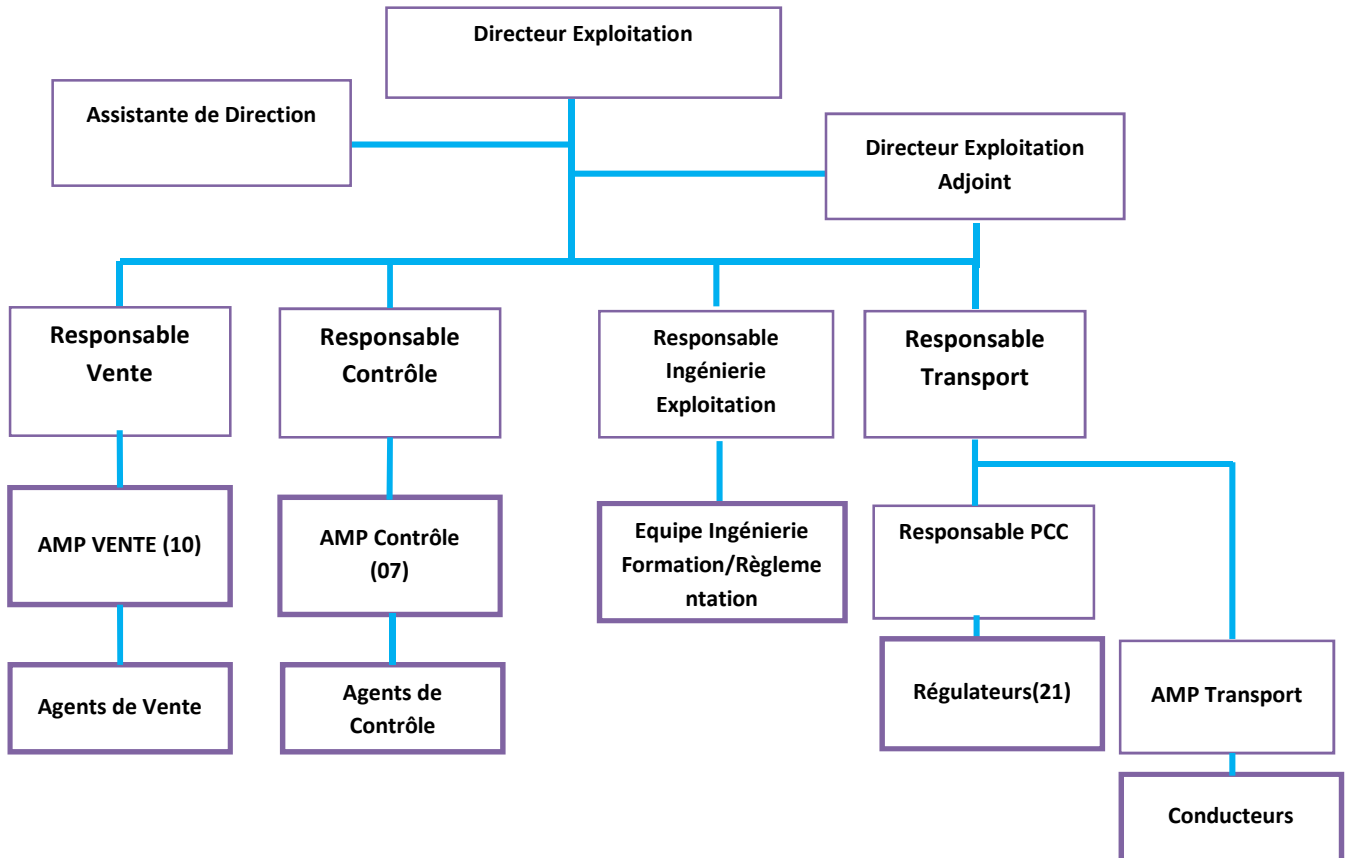 Directeur Exploitation
Assistante de Direction
Directeur Exploitation
Adjoint
Responsable
Vente
Responsable
Contrôle
Responsable
Ingénierie
Exploitation
Responsable
Transport
AMP VENTE (10)
AMP Contrôle
(07)
Equipe Ingénierie
Formation/Règleme
ntation
Responsable PCC
Agents de Vente
Agents de
Contrôle
Régulateurs(21)
AMP Transport
Conducteurs